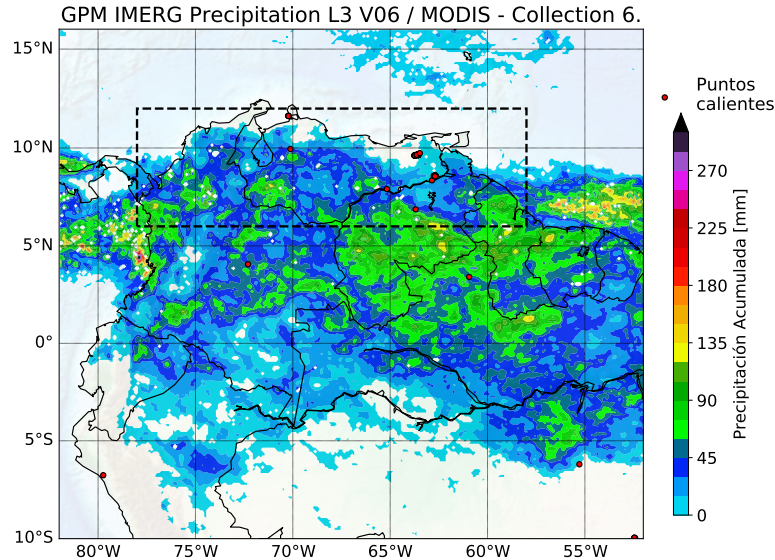 GPM IMERG Precipitation L3 V06 / MODIS - Collection 6.
15°N
10°N
5°N
0°
5°S
10°S
80°W
75°W
70°W
65°W
60°W
55°W
Puntos
calientes
270
225
180
135
90
45
0
Precipitación Acumulada [mm]